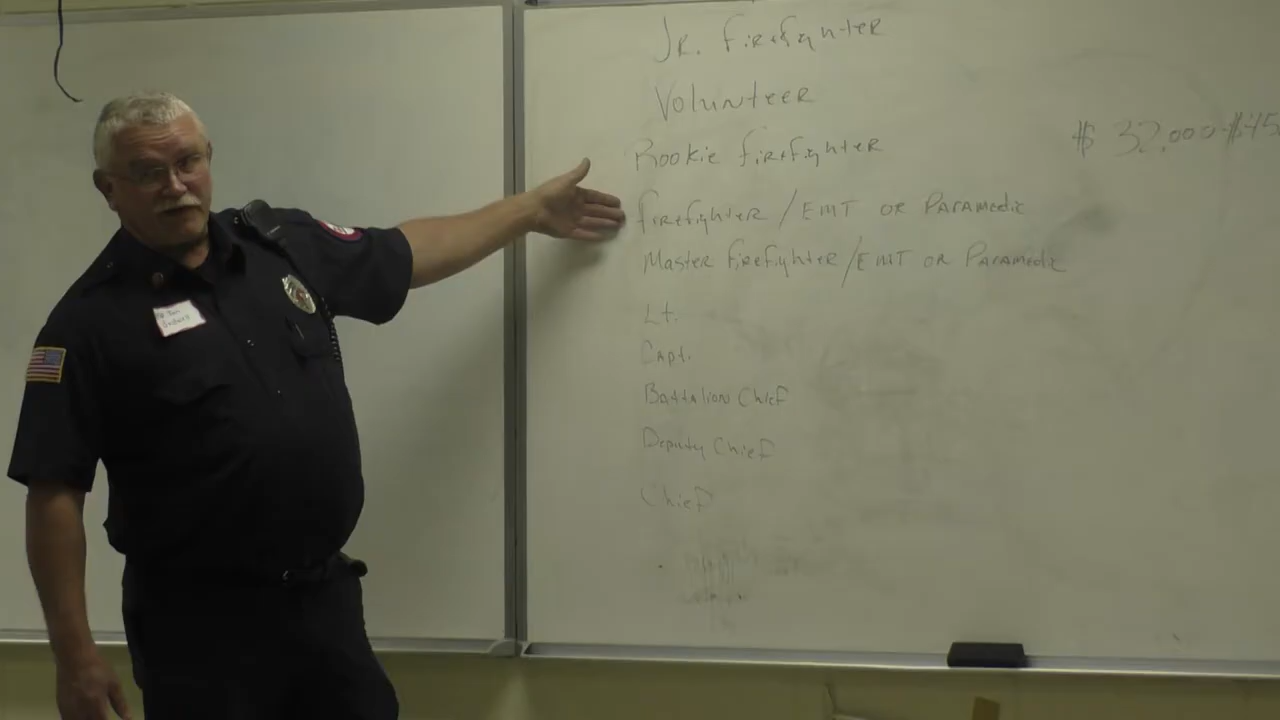 Jr. Firefighter
Volunteer
Rookie Firefighter
$ 32,000-$45
Firefighter / EMT or Paramedic
Master Firefighter / EMT or Paramedic
Lt.
Capt.
Battalion Chief
Deputy Chief
Chief